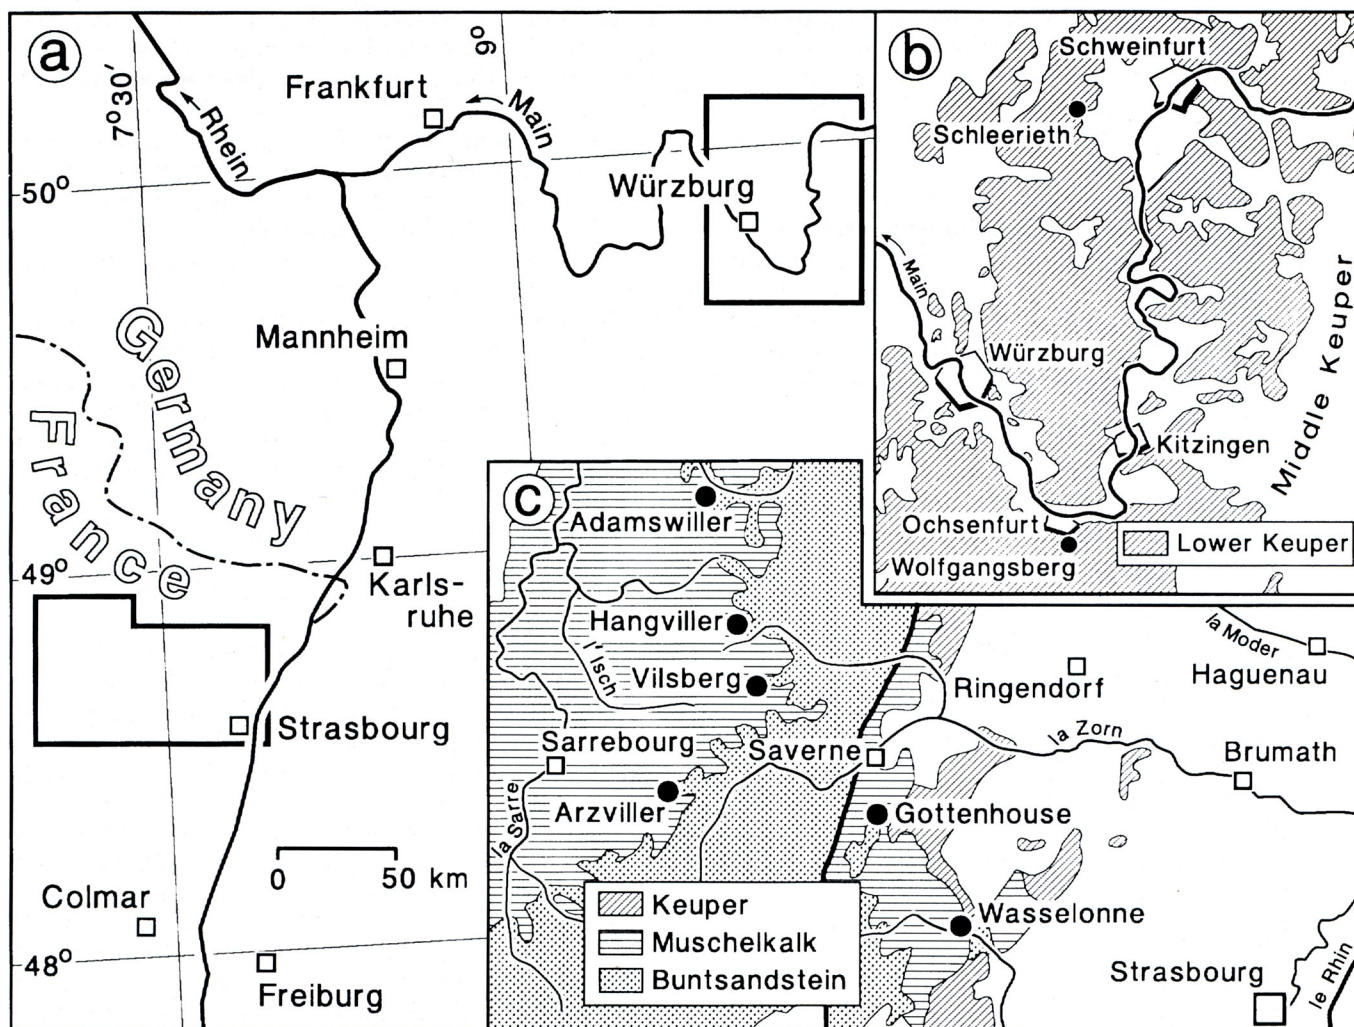 a
7° 30'
9°
Frankfurt
Main
Rhein
Würzburg
50°
Mannheim
Germany
France
49°
Karls-
ruhe
Strasbourg
0 50 km
Colmar
48°
Freiburg
b
Schweinfurt
Schleerieth
Main
Würzburg
Middle Keuper
Kitzingen
Ochsenfurt
Wolfgangsberg
Lower Keuper
c
Adamswiller
Hangviller
l'Isch
Vilsberg
la Moder
Haguenau
Ringendorf
Sarrebourg
Saverne
la Zorn
Brumath
Arzviller
la Sarre
Gottenhouse
Keuper
Muschelkalk
Buntsandstein
Wasselonne
Strasbourg
le Rhin